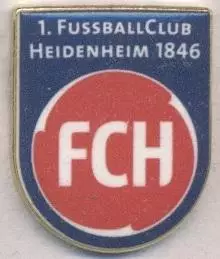 1. FUSSBALLCLUB
HEIDENHEIM 1846
FCH